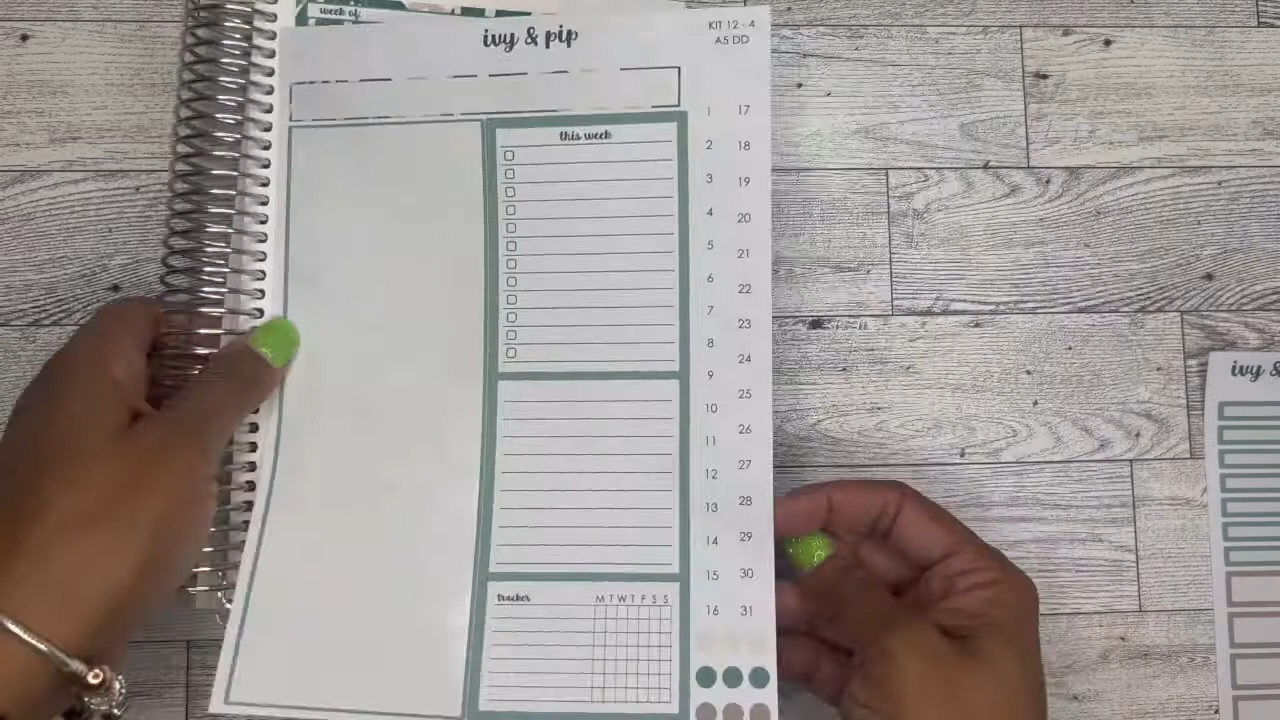 week of:
ivy & pip
KIT 12 - 4
A5 DD
this week
1 17
2 18
3 19
4 20
5 21
6 22
7 23
8 24
9 25
10 26
11 27
12 28
13 29
14 30
15 31
16
tracker M T W T F S S
ivy &